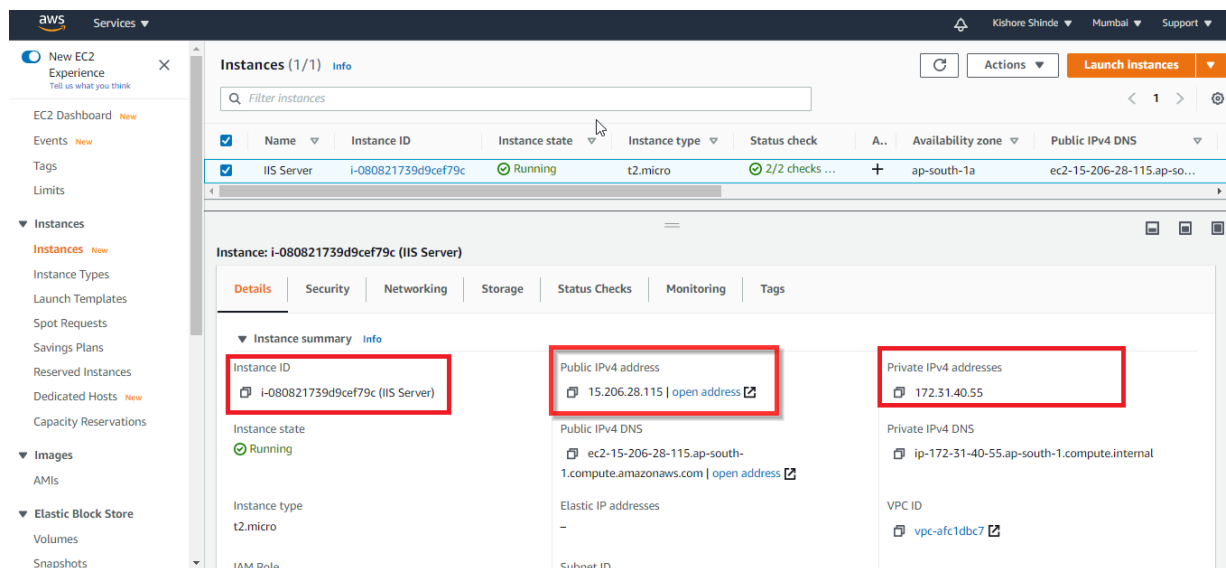 aws Services ▼ Kishore Shinde ▼ Mumbai ▼ Support ▼
New EC2
Experience
Tell us what you think
EC2 Dashboard New
Events New
Tags
Limits
▼ Instances
Instances New
Instance Types
Launch Templates
Spot Requests
Savings Plans
Reserved Instances
Dedicated Hosts New
Capacity Reservations
▼ Images
AMIs
▼ Elastic Block Store
Volumes
Snapshots
Instances (1/1) Info
Actions ▼ Launch instances ▼
Filter instances
< 1 >
Name Instance ID Instance state Instance type Status check A.. Availability zone Public IPv4 DNS
IIS Server i-080821739d9cef79c Running t2.micro 2/2 checks ... + ap-south-1a ec2-15-206-28-115.ap-so...
Instance: i-080821739d9cef79c (IIS Server)
Details Security Networking Storage Status Checks Monitoring Tags
▼ Instance summary Info
Instance ID
i-080821739d9cef79c (IIS Server)
Public IPv4 address
15.206.28.115 | open address
Private IPv4 addresses
172.31.40.55
Instance state
Running
Public IPv4 DNS
ec2-15-206-28-115.ap-south-
1.compute.amazonaws.com | open address
Private IPv4 DNS
ip-172-31-40-55.ap-south-1.compute.internal
Instance type
t2.micro
Elastic IP addresses
–
VPC ID
vpc-afc1dbc7
IAM Role
Subnet ID